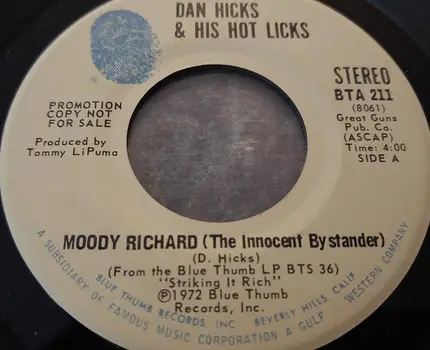 DAN HICKS
& HIS HOT LICKS
PROMOTION
COPY NOT
FOR SALE
Produced by
Tommy LiPuma
STEREO
BTA 211
(8061)
Great Guns
Pub. Co.
(ASCAP)
Time: 4:00
SIDE A
MOODY RICHARD (The Innocent Bystander)
(D. Hicks)
(From the Blue Thumb LP BTS 36)
"Striking It Rich"
Ⓟ1972 Blue Thumb
Records, Inc.
BLUE THUMB RECORDS, INC. BEVERLY HILLS, CALIF.
A SUBSIDIARY OF FAMOUS MUSIC CORPORATION A GULF WESTERN COMPANY